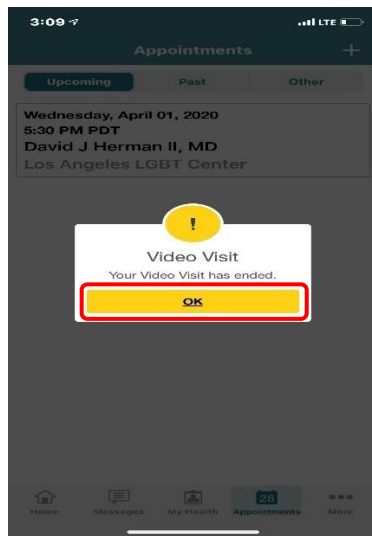 3:09
LTE
Appointments
+
Upcoming Past Other
Wednesday, April 01, 2020
5:30 PM PDT
David J Herman II, MD
Los Angeles LGBT Center
!
Video Visit
Your Video Visit has ended.
OK
28
Home Messages My Health Appointments More